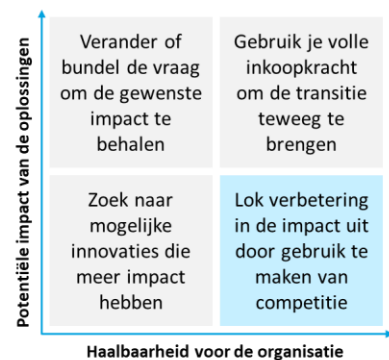 Potentiële impact van de oplossingen
Verander of
bundel de vraag
om de gewenste
impact te
behalen
Gebruik je volle
inkoopkracht
om de transitie
teweeg te
brengen
Zoek naar
mogelijke
innovaties die
meer impact
hebben
Lok verbetering
in de impact uit
door gebruik te
maken van
competitie
Haalbaarheid voor de organisatie